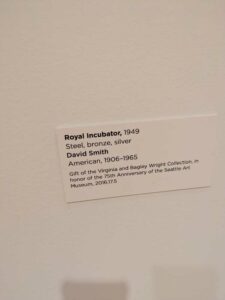 Royal Incubator, 1949
Steel, bronze, silver
David Smith
American, 1906–1965
Gift of the Virginia and Bagley Wright Collection, in
honor of the 75th Anniversary of the Seattle Art
Museum, 2016.17.5